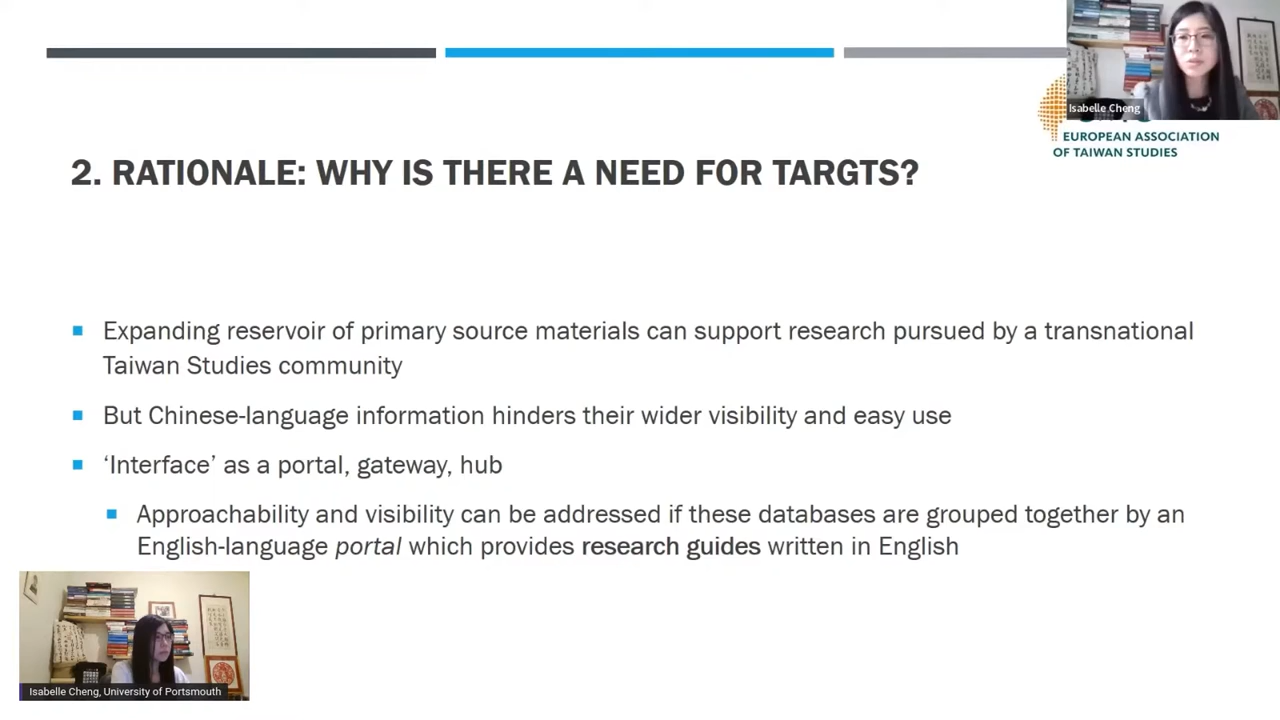 Isabelle Cheng
EUROPEAN ASSOCIATION
OF TAIWAN STUDIES
2. RATIONALE: WHY IS THERE A NEED FOR TARGTS?
Expanding reservoir of primary source materials can support research pursued by a transnational
Taiwan Studies community
But Chinese-language information hinders their wider visibility and easy use
‘Interface’ as a portal, gateway, hub
Approachability and visibility can be addressed if these databases are grouped together by an
English-language portal which provides research guides written in English
Isabelle Cheng, University of Portsmouth